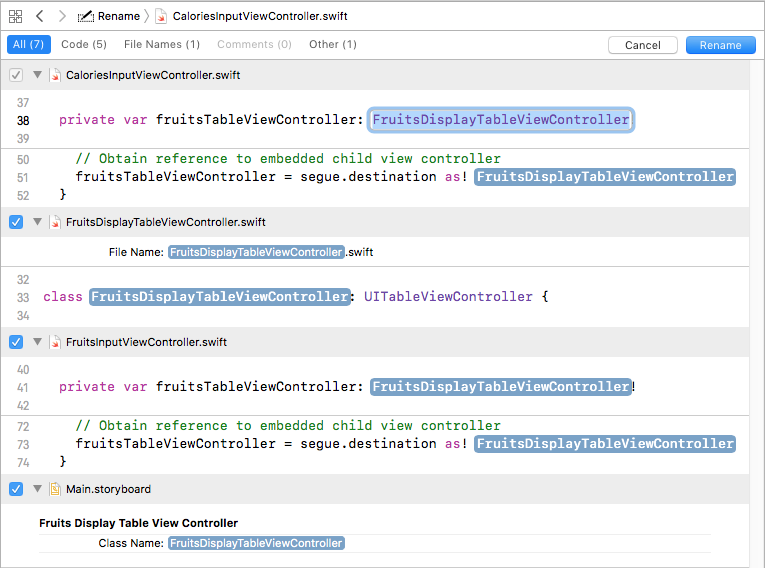 Rename CaloriesInputViewController.swift
All (7) Code (5) File Names (1) Comments (0) Other (1) Cancel Rename
CaloriesInputViewController.swift
37
38 private var fruitsTableViewController: FruitsDisplayTableViewController!
39
50 // Obtain reference to embedded child view controller
51 fruitsTableViewController = segue.destination as! FruitsDisplayTableViewController
52 }
FruitsDisplayTableViewController.swift
File Name: FruitsDisplayTableViewController.swift
32
33 class FruitsDisplayTableViewController: UITableViewController {
34
FruitsInputViewController.swift
40
41 private var fruitsTableViewController: FruitsDisplayTableViewController!
42
72 // Obtain reference to embedded child view controller
73 fruitsTableViewController = segue.destination as! FruitsDisplayTableViewController
74 }
Main.storyboard
Fruits Display Table View Controller
Class Name: FruitsDisplayTableViewController